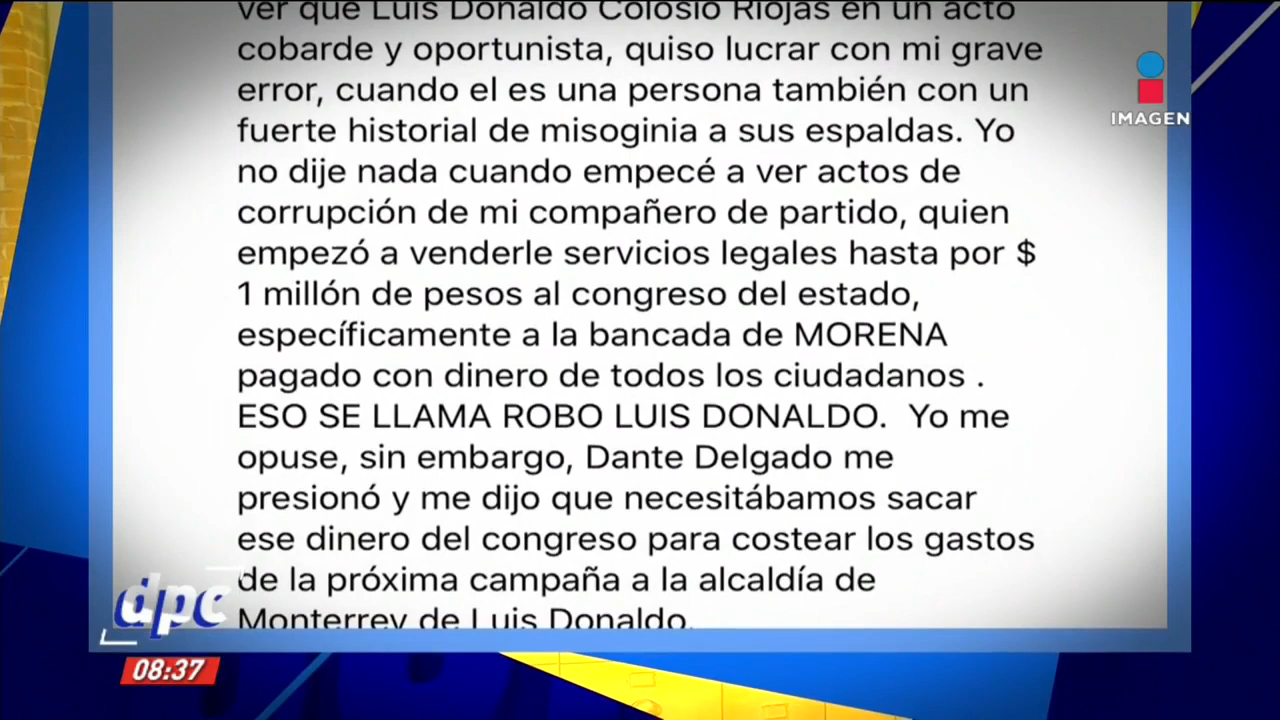 ver que Luis Donaldo Colosio Riojas en un acto
cobarde y oportunista, quiso lucrar con mi grave
error, cuando el es una persona también con un
fuerte historial de misoginia a sus espaldas. Yo
no dije nada cuando empecé a ver actos de
corrupción de mi compañero de partido, quien
empezó a venderle servicios legales hasta por $
1 millón de pesos al congreso del estado,
específicamente a la bancada de MORENA
pagado con dinero de todos los ciudadanos .
ESO SE LLAMA ROBO LUIS DONALDO.  Yo me
opuse, sin embargo, Dante Delgado me
presionó y me dijo que necesitábamos sacar
ese dinero del congreso para costear los gastos
de la próxima campaña a la alcaldía de
Monterrey de Luis Donaldo.
IMAGEN
dpc
08:37